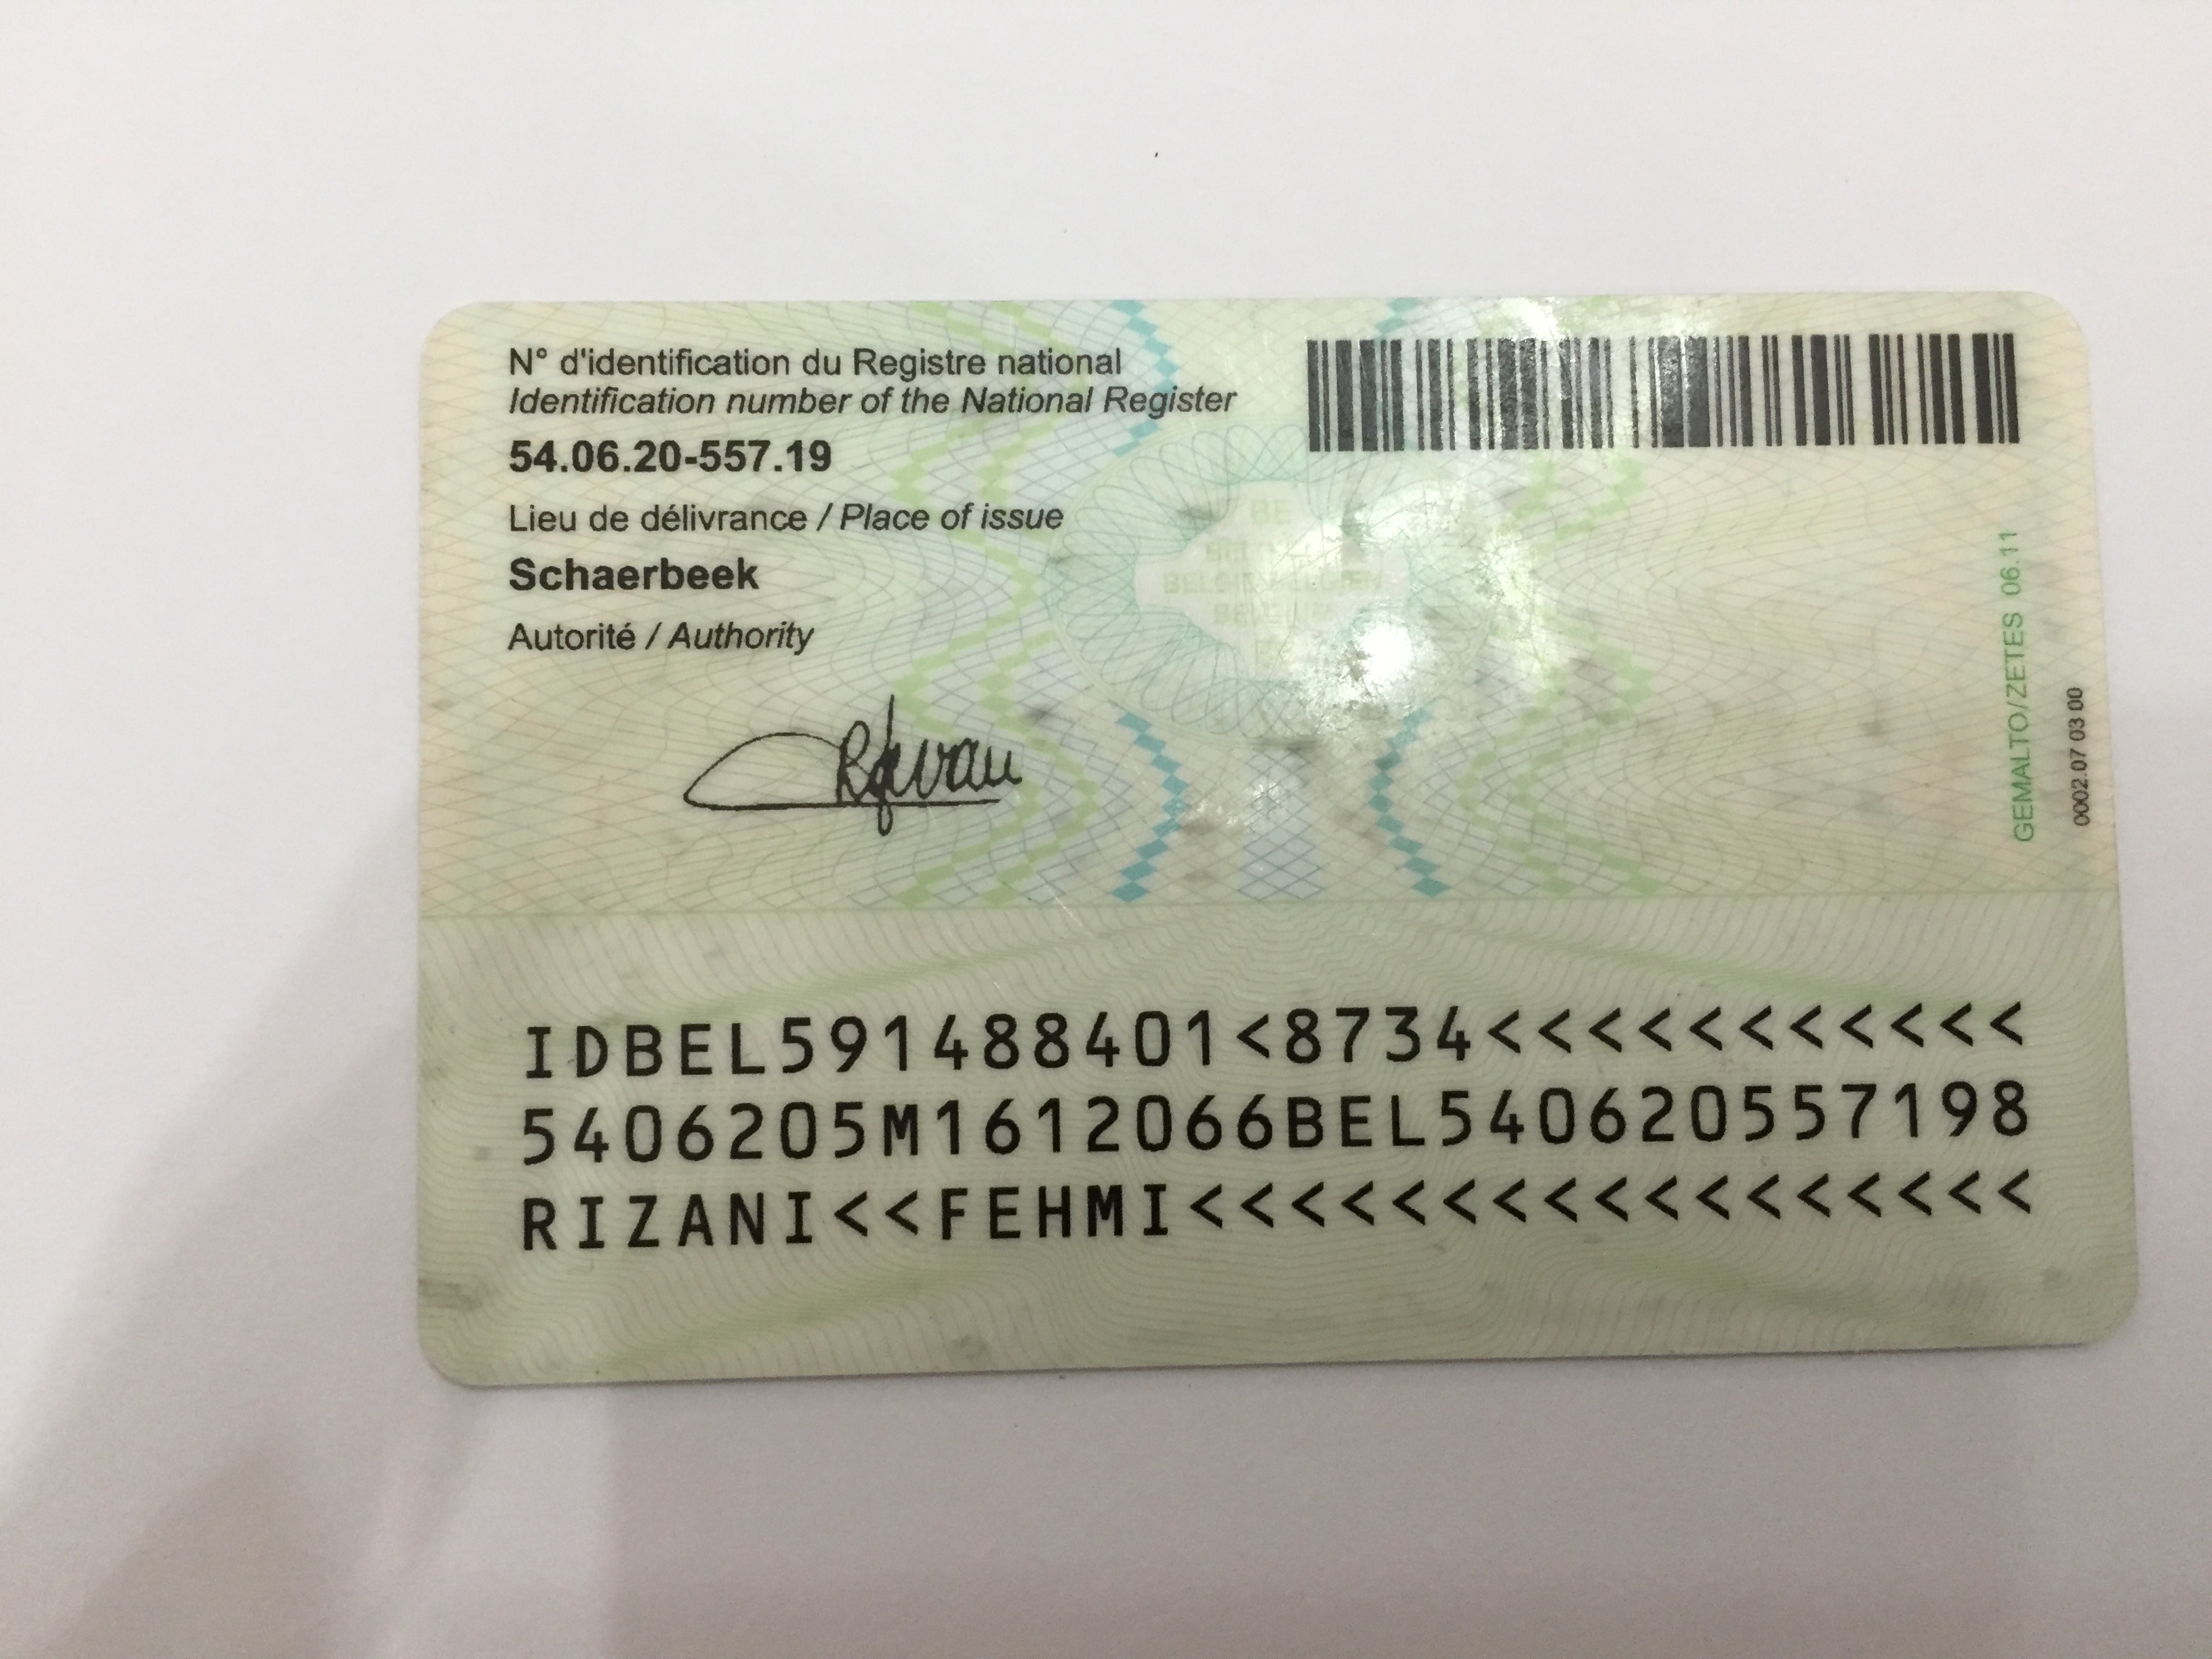 N° d'identification du Registre national
Identification number of the National Register
54.06.20-557.19
Lieu de délivrance / Place of issue
Schaerbeek
Autorité / Authority
GEMALTO/ZETES 06.11
0002.07 03 00
IDBEL591488401<8734<<<<<<<<<<<
5406205M1612066BEL540620557198
RIZANI<<FEHMI<<<<<<<<<<<<<<<<<